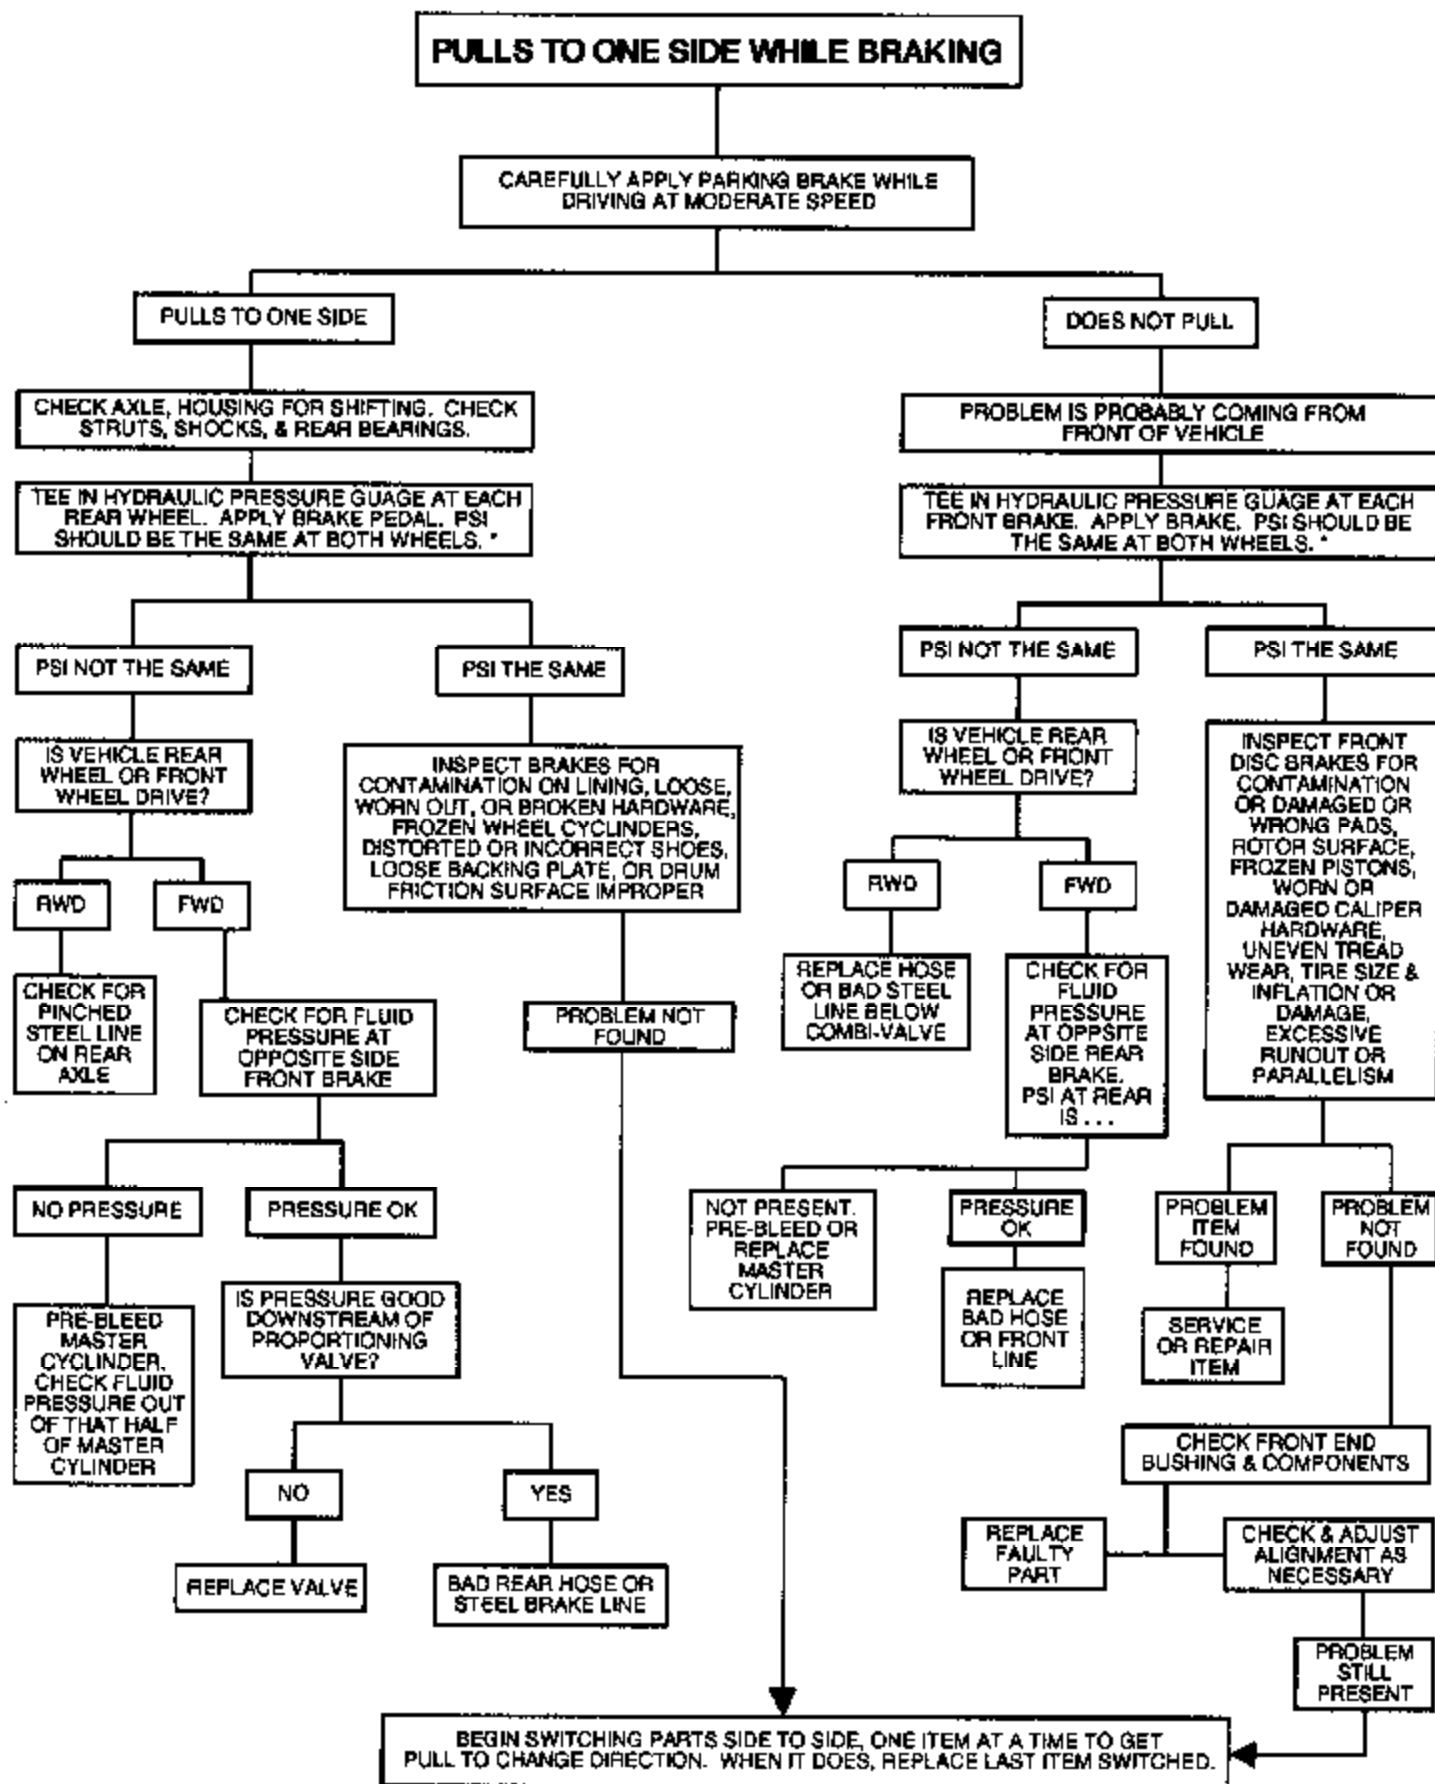 PULLS TO ONE SIDE WHILE BRAKING
CAREFULLY APPLY PARKING BRAKE WHILE
DRIVING AT MODERATE SPEED
PULLS TO ONE SIDE
DOES NOT PULL
CHECK AXLE, HOUSING FOR SHIFTING. CHECK
STRUTS, SHOCKS, & REAR BEARINGS.
PROBLEM IS PROBABLY COMING FROM
FRONT OF VEHICLE
TEE IN HYDRAULIC PRESSURE GUAGE AT EACH
REAR WHEEL. APPLY BRAKE PEDAL. PSI
SHOULD BE THE SAME AT BOTH WHEELS. *
TEE IN HYDRAULIC PRESSURE GUAGE AT EACH
FRONT BRAKE. APPLY BRAKE. PSI SHOULD BE
THE SAME AT BOTH WHEELS. *
PSI NOT THE SAME
PSI THE SAME
PSI NOT THE SAME
PSI THE SAME
IS VEHICLE REAR
WHEEL OR FRONT
WHEEL DRIVE?
INSPECT BRAKES FOR
CONTAMINATION ON LINING, LOOSE,
WORN OUT, OR BROKEN HARDWARE,
FROZEN WHEEL CYCLINDERS,
DISTORTED OR INCORRECT SHOES,
LOOSE BACKING PLATE, OR DRUM
FRICTION SURFACE IMPROPER
IS VEHICLE REAR
WHEEL OR FRONT
WHEEL DRIVE?
INSPECT FRONT
DISC BRAKES FOR
CONTAMINATION
OR DAMAGED OR
WRONG PADS,
ROTOR SURFACE,
FROZEN PISTONS,
WORN OR
DAMAGED CALIPER
HARDWARE,
UNEVEN TREAD
WEAR, TIRE SIZE &
INFLATION OR
DAMAGE,
EXCESSIVE
RUNOUT OR
PARALLELISM
RWD
FWD
RWD
FWD
CHECK FOR
PINCHED
STEEL LINE
ON REAR
AXLE
CHECK FOR FLUID
PRESSURE AT
OPPOSITE SIDE
FRONT BRAKE
PROBLEM NOT
FOUND
REPLACE HOSE
OR BAD STEEL
LINE BELOW
COMBI-VALVE
CHECK FOR
FLUID
PRESSURE
AT OPPSITE
SIDE REAR
BRAKE.
PSI AT REAR
IS . . .
NO PRESSURE
PRESSURE OK
NOT PRESENT.
PRE-BLEED OR
REPLACE
MASTER
CYLINDER
PRESSURE
OK
PROBLEM
ITEM
FOUND
PROBLEM
NOT
FOUND
PRE-BLEED
MASTER
CYCLINDER.
CHECK FLUID
PRESSURE OUT
OF THAT HALF
OF MASTER
CYLINDER
IS PRESSURE GOOD
DOWNSTREAM OF
PROPORTIONING
VALVE?
REPLACE
BAD HOSE
OR FRONT
LINE
SERVICE
OR REPAIR
ITEM
CHECK FRONT END
BUSHING & COMPONENTS
NO
YES
REPLACE
FAULTY
PART
CHECK & ADJUST
ALIGNMENT AS
NECESSARY
REPLACE VALVE
BAD REAR HOSE OR
STEEL BRAKE LINE
PROBLEM
STILL
PRESENT
BEGIN SWITCHING PARTS SIDE TO SIDE, ONE ITEM AT A TIME TO GET
PULL TO CHANGE DIRECTION. WHEN IT DOES, REPLACE LAST ITEM SWITCHED.